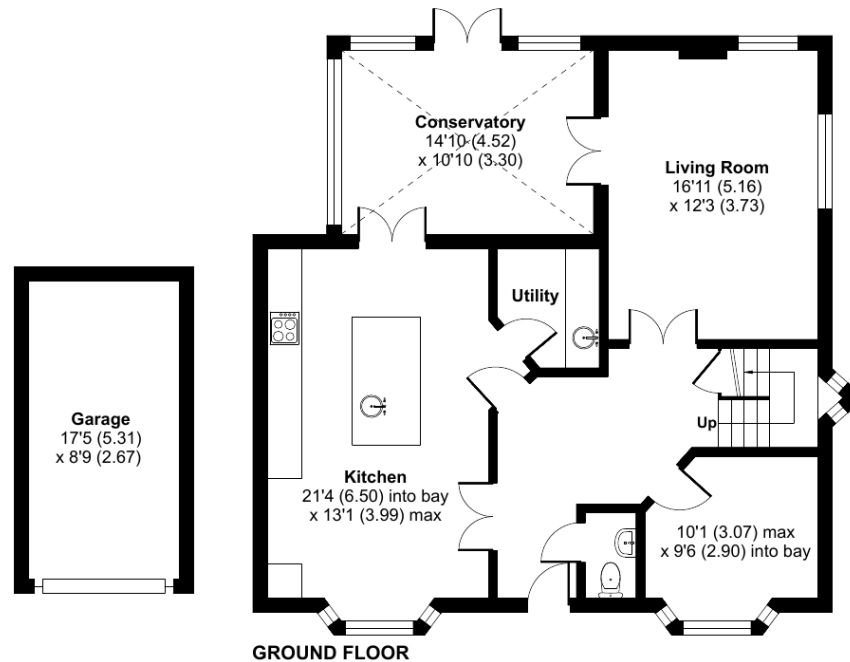 Conservatory
14'10 (4.52)
x 10'10 (3.30)
Living Room
16'11 (5.16)
x 12'3 (3.73)
Utility
Garage
17'5 (5.31)
x 8'9 (2.67)
Up
Kitchen
21'4 (6.50) into bay
x 13'1 (3.99) max
10'1 (3.07) max
x 9'6 (2.90) into bay
GROUND FLOOR